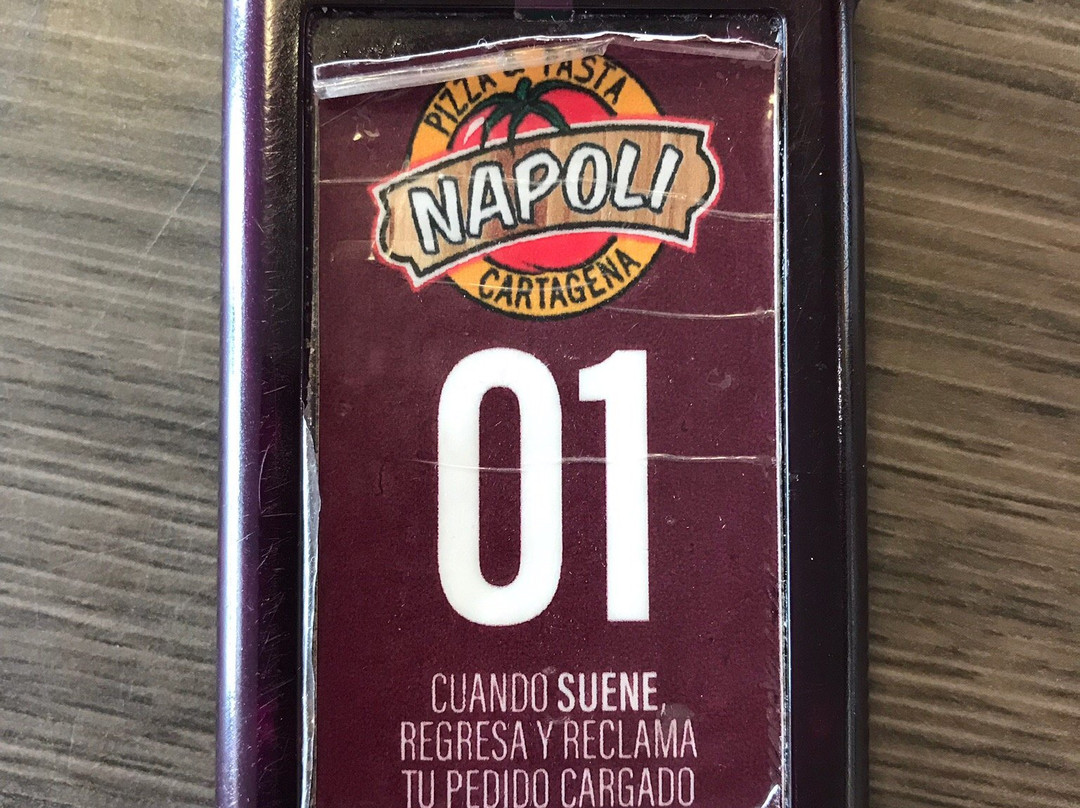 PIZZA & PASTA
NAPOLI
CARTAGENA
01
CUANDO SUENE,
REGRESA Y RECLAMA
TU PEDIDO CARGADO